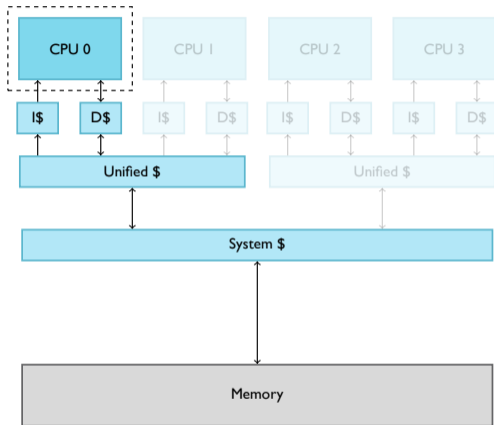 CPU 0 CPU 1 CPU 2 CPU 3
I$ D$ I$ D$ I$ D$ I$ D$
Unified $ Unified $
System $
Memory